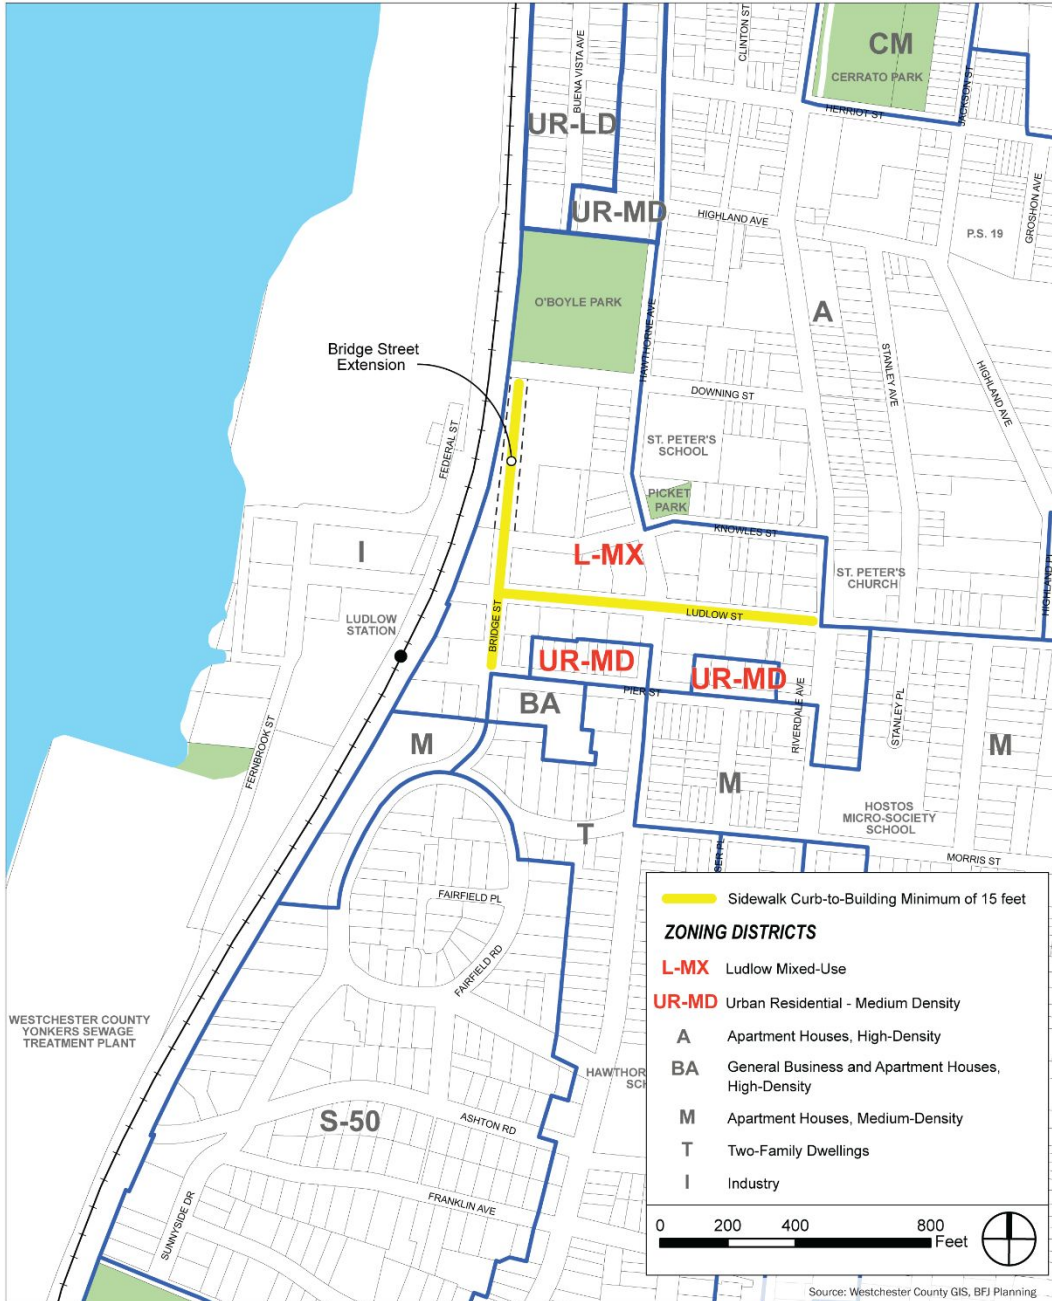 CLINTON ST
BUENA VISTA AVE
CM
CERRATO PARK
JACKSON ST
HERRIOT ST
UR-LD
UR-MD
HIGHLAND AVE
P.S. 19
GROSHON AVE
O'BOYLE PARK
HAWTHORNE AVE
A
Bridge Street
Extension
STANLEY AVE
HIGHLAND AVE
DOWNING ST
FEDERAL ST
ST. PETER'S
SCHOOL
PICKET
PARK
KNOWLES ST
I
L-MX
ST. PETER'S
CHURCH
HIGHLAND PL
LUDLOW
STATION
BRIDGE ST
LUDLOW ST
UR-MD
UR-MD
PIER ST
BA
RIVERDALE AVE
STANLEY PL
FERNBROOK ST
M
M
M
HOSTOS
MICRO-SOCIETY
SCHOOL
T
MORRIS ST
SER PL
FAIRFIELD PL
FAIRFIELD RD
WESTCHESTER COUNTY
YONKERS SEWAGE
TREATMENT PLANT
HAWTHOR
SCH
S-50
ASHTON RD
FRANKLIN AVE
SUNNYSIDE DR
Sidewalk Curb-to-Building Minimum of 15 feet
ZONING DISTRICTS
L-MX Ludlow Mixed-Use
UR-MD Urban Residential - Medium Density
A Apartment Houses, High-Density
BA General Business and Apartment Houses,
High-Density
M Apartment Houses, Medium-Density
T Two-Family Dwellings
I Industry
0 200 400 800
Feet
Source: Westchester County GIS, BFJ Planning